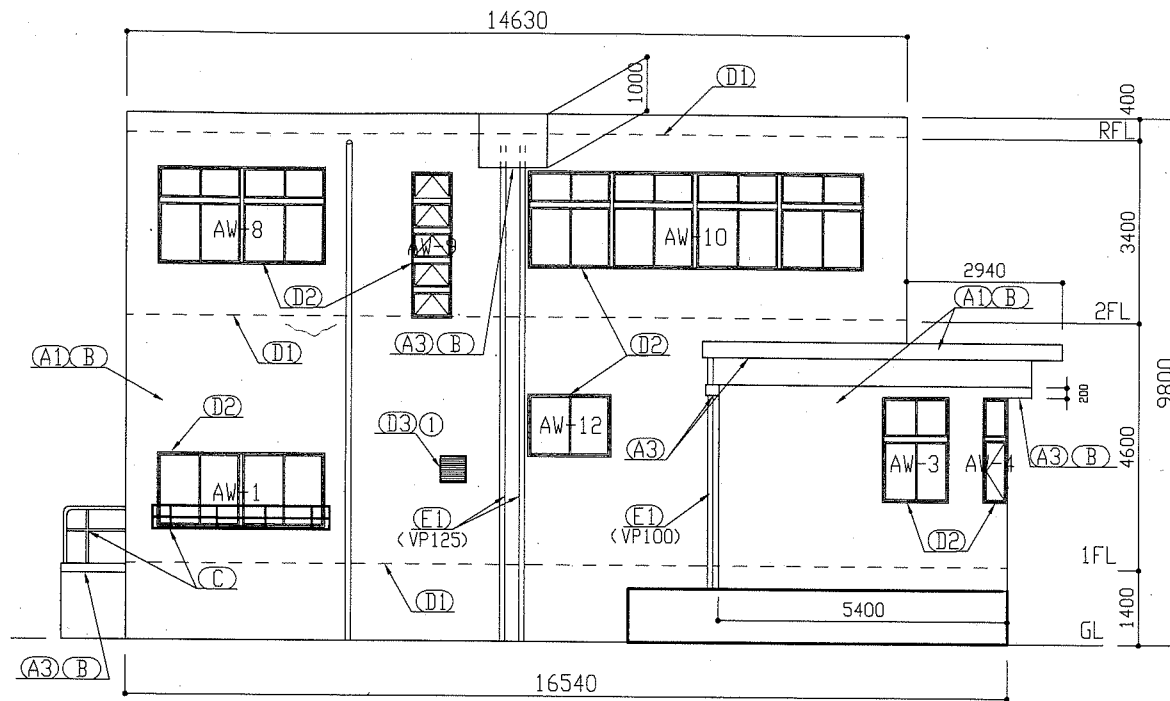 14630
1000
D1
400
RFL
AW-8
AW-9
AW-10
3400
D2
2940
A1 B
2FL
D1
A3 B
D2
A1 B
9800
200
D2
D3 1
AW-12
A3
AW-3
AW-4
A3 B
4600
AW-1
E1
(VP125)
E1
(VP100)
D2
C
D1
1FL
5400
1400
GL
A3 B
16540